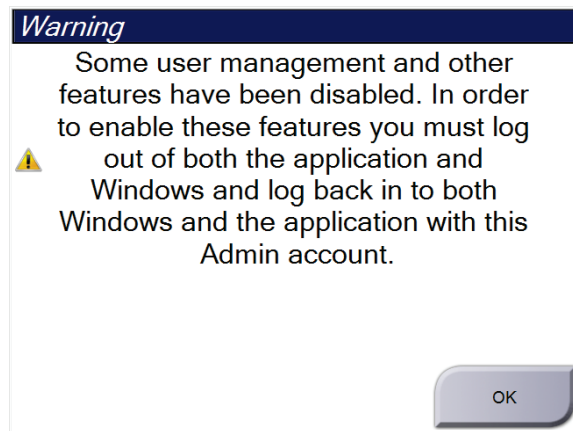 Warning
Some user management and other
features have been disabled. In order
to enable these features you must log
out of both the application and
Windows and log back in to both
Windows and the application with this
Admin account.
OK